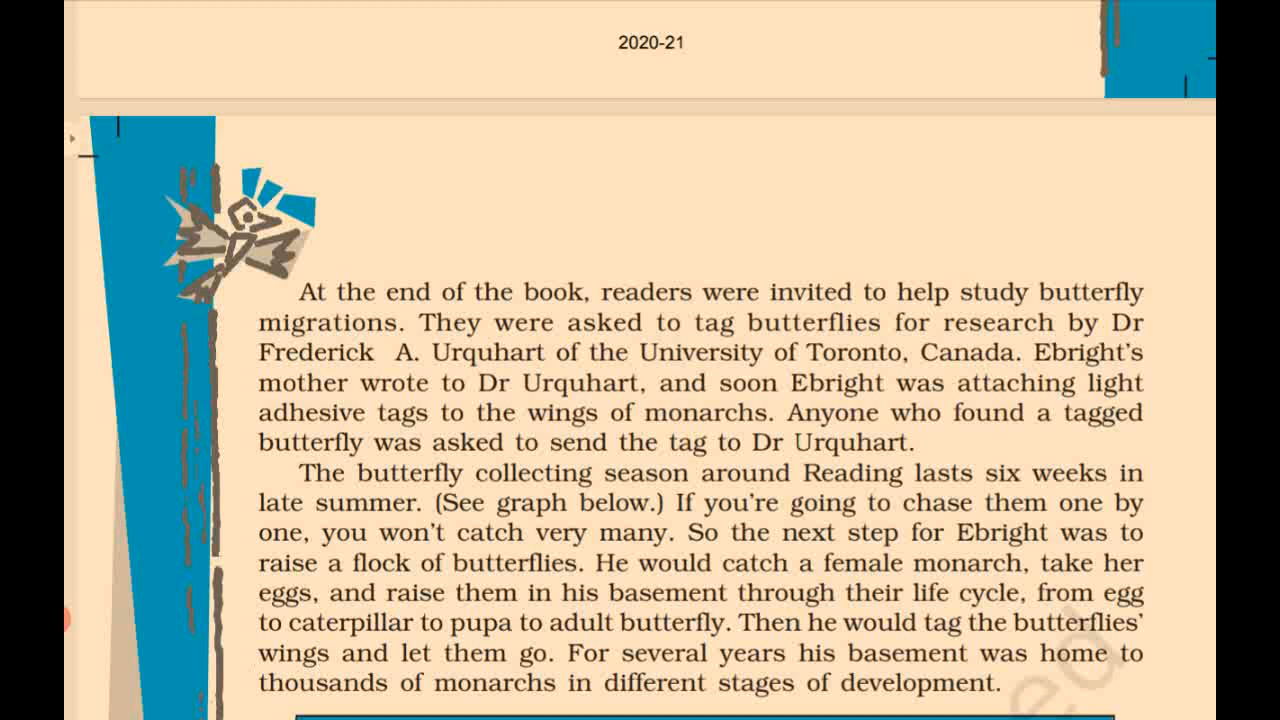 2020-21
At the end of the book, readers were invited to help study butterfly
migrations. They were asked to tag butterflies for research by Dr
Frederick A. Urquhart of the University of Toronto, Canada. Ebright's
mother wrote to Dr Urquhart, and soon Ebright was attaching light
adhesive tags to the wings of monarchs. Anyone who found a tagged
butterfly was asked to send the tag to Dr Urquhart.
The butterfly collecting season around Reading lasts six weeks in
late summer. (See graph below.) If you're going to chase them one by
one, you won't catch very many. So the next step for Ebright was to
raise a flock of butterflies. He would catch a female monarch, take her
eggs, and raise them in his basement through their life cycle, from egg
to caterpillar to pupa to adult butterfly. Then he would tag the butterflies'
wings and let them go. For several years his basement was home to
thousands of monarchs in different stages of development.